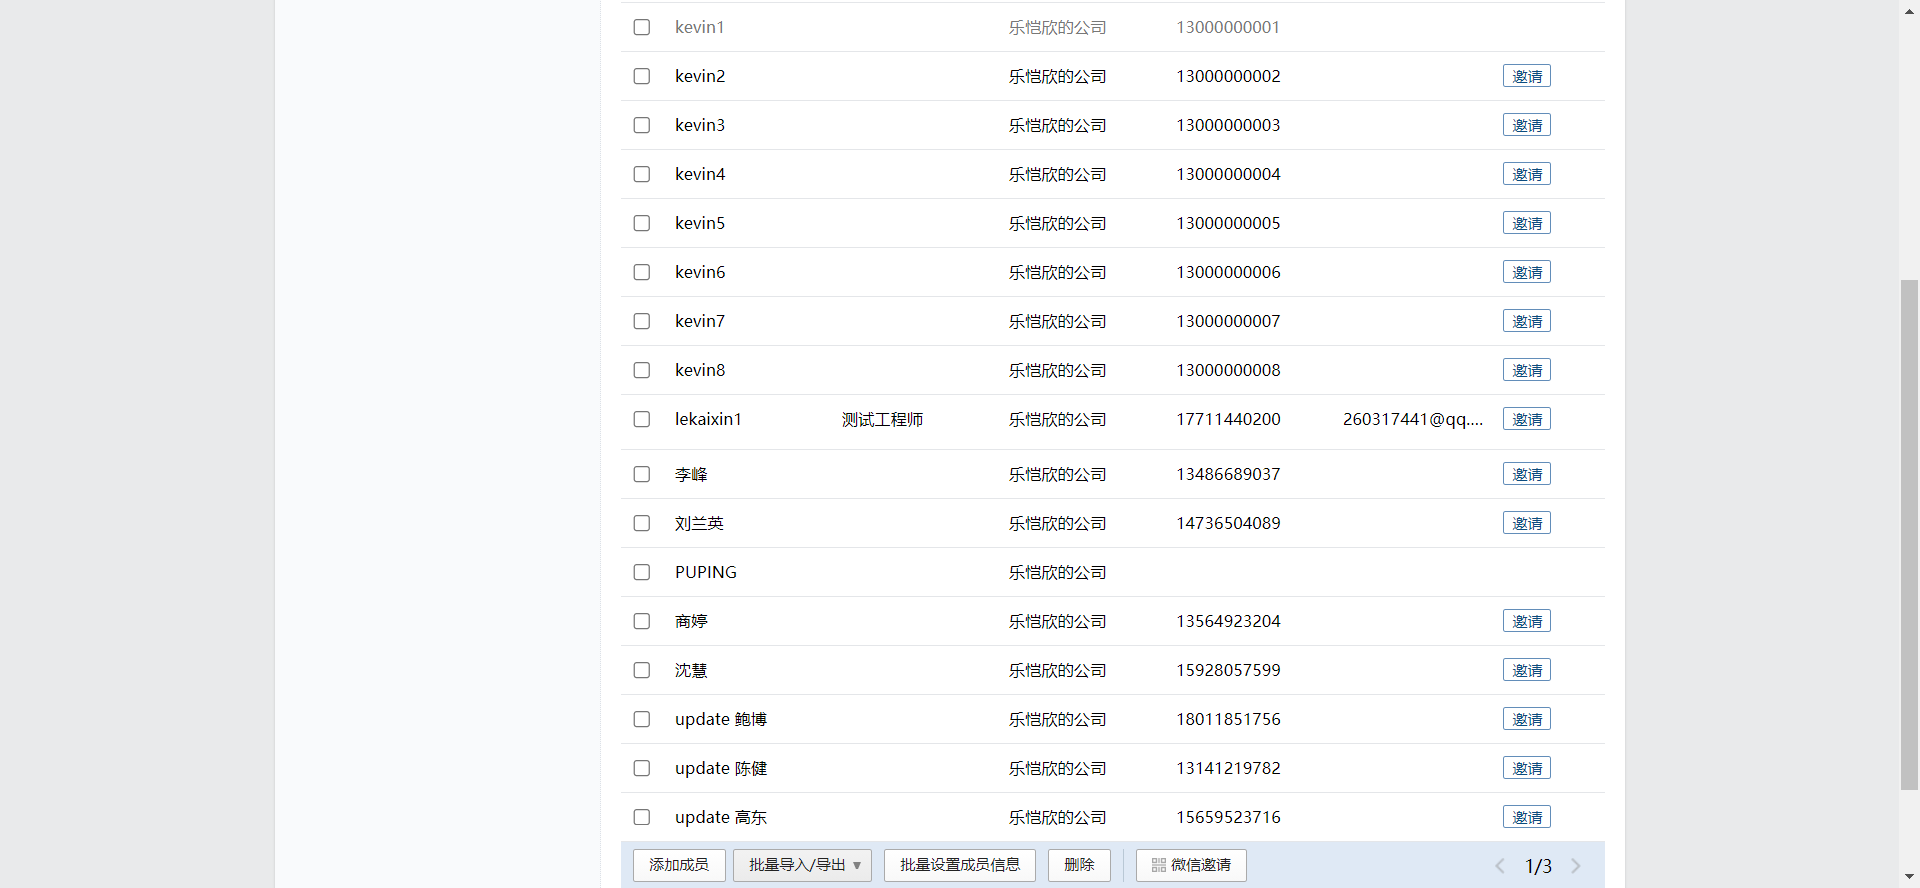 kevin1 乐恺欣的公司 13000000001
kevin2 乐恺欣的公司 13000000002 邀请
kevin3 乐恺欣的公司 13000000003 邀请
kevin4 乐恺欣的公司 13000000004 邀请
kevin5 乐恺欣的公司 13000000005 邀请
kevin6 乐恺欣的公司 13000000006 邀请
kevin7 乐恺欣的公司 13000000007 邀请
kevin8 乐恺欣的公司 13000000008 邀请
lekaixin1 测试工程师 乐恺欣的公司 17711440200 260317441@qq.... 邀请
李峰 乐恺欣的公司 13486689037 邀请
刘兰英 乐恺欣的公司 14736504089 邀请
PUPING 乐恺欣的公司
商婷 乐恺欣的公司 13564923204 邀请
沈慧 乐恺欣的公司 15928057599 邀请
update 鲍博 乐恺欣的公司 18011851756 邀请
update 陈健 乐恺欣的公司 13141219782 邀请
update 高东 乐恺欣的公司 15659523716 邀请
添加成员 批量导入/导出 批量设置成员信息 删除 微信邀请 1/3